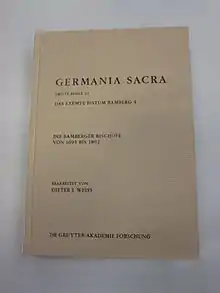 GERMANIA SACRA
DRITTE FOLGE 12
DAS EXEMTE BISTUM BAMBERG 4
DIE BAMBERGER BISCHÖFE
VON 1693 BIS 1802
BEARBEITET VON
DIETER J. WEISS
DE GRUYTER AKADEMIE FORSCHUNG